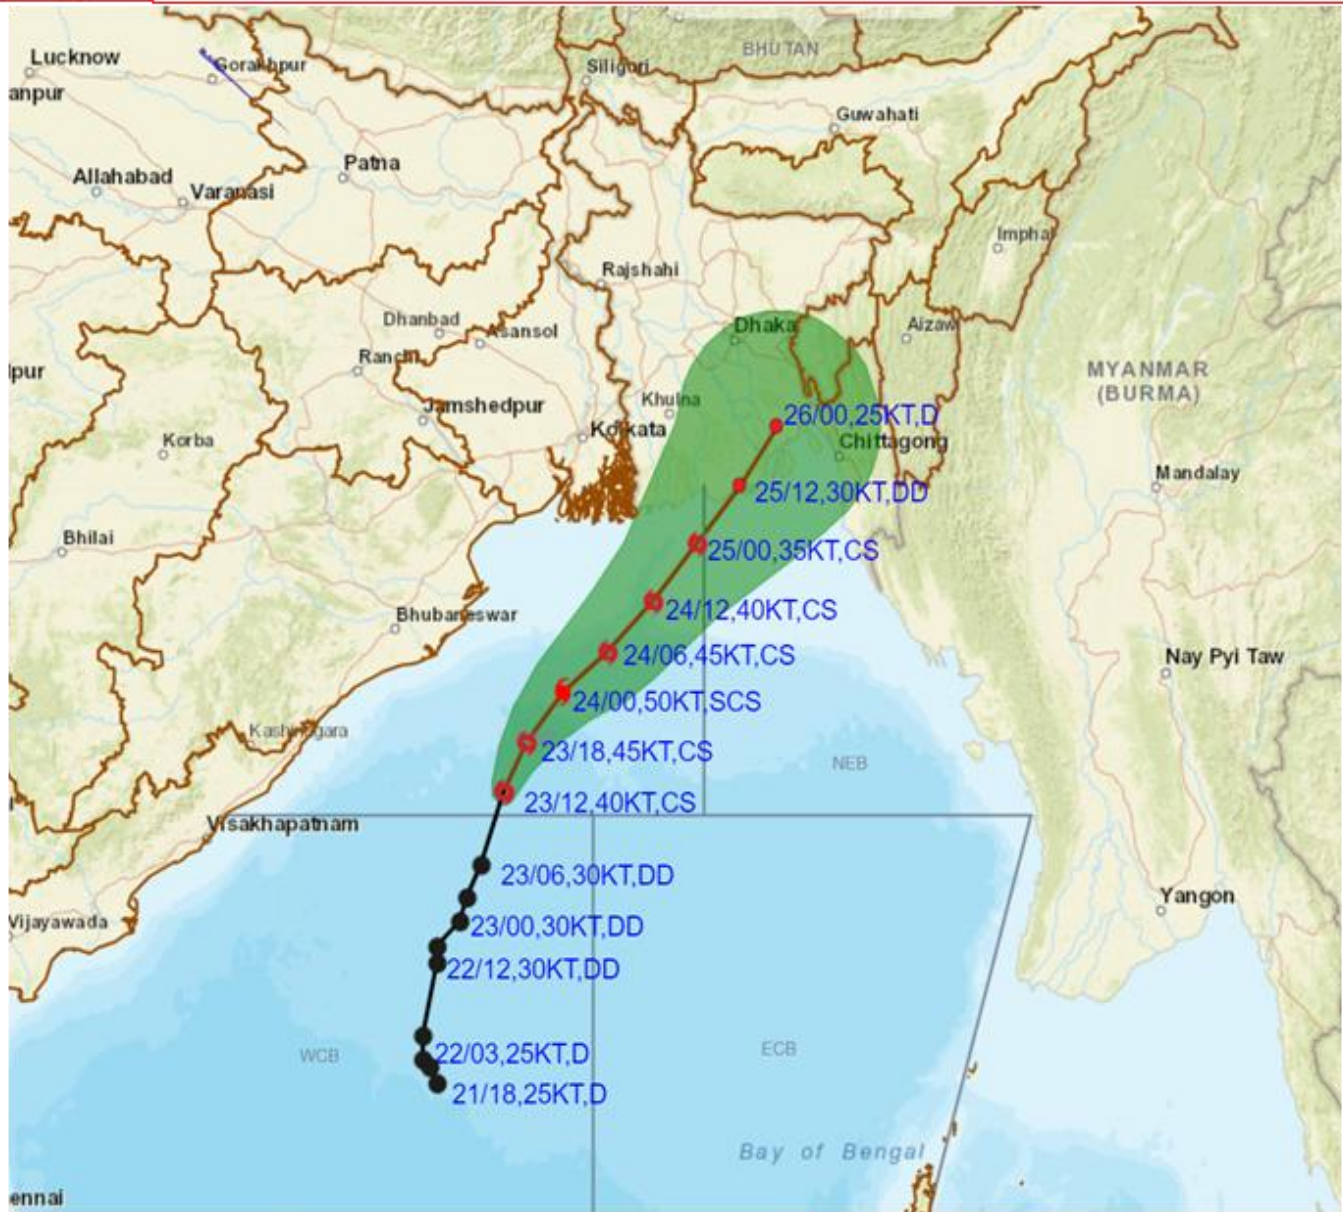 BHUTAN
Lucknow
Gorakhpur
Siliguri
anpur
Guwahati
Patna
Allahabad
Varanasi
Imphal
Rajshahi
Dhanbad
Asansol
Dhaka
Aizaw
lpur
Ranchi
MYANMAR
(BURMA)
Khulna
Jamshedpur
26/00,25KT,D
Kolkata
Chittagong
Korba
Mandalay
25/12,30KT,DD
Bhilai
25/00,35KT,CS
Bhubaneswar
24/12,40KT,CS
24/06,45KT,CS
Nay Pyi Taw
24/00,50KT,SCS
23/18,45KT,CS
NEB
23/12,40KT,CS
Visakhapatnam
23/06,30KT,DD
Yangon
Vijayawada
23/00,30KT,DD
22/12,30KT,DD
WCB
22/03,25KT,D
ECB
21/18,25KT,D
Bay of Bengal
ennai